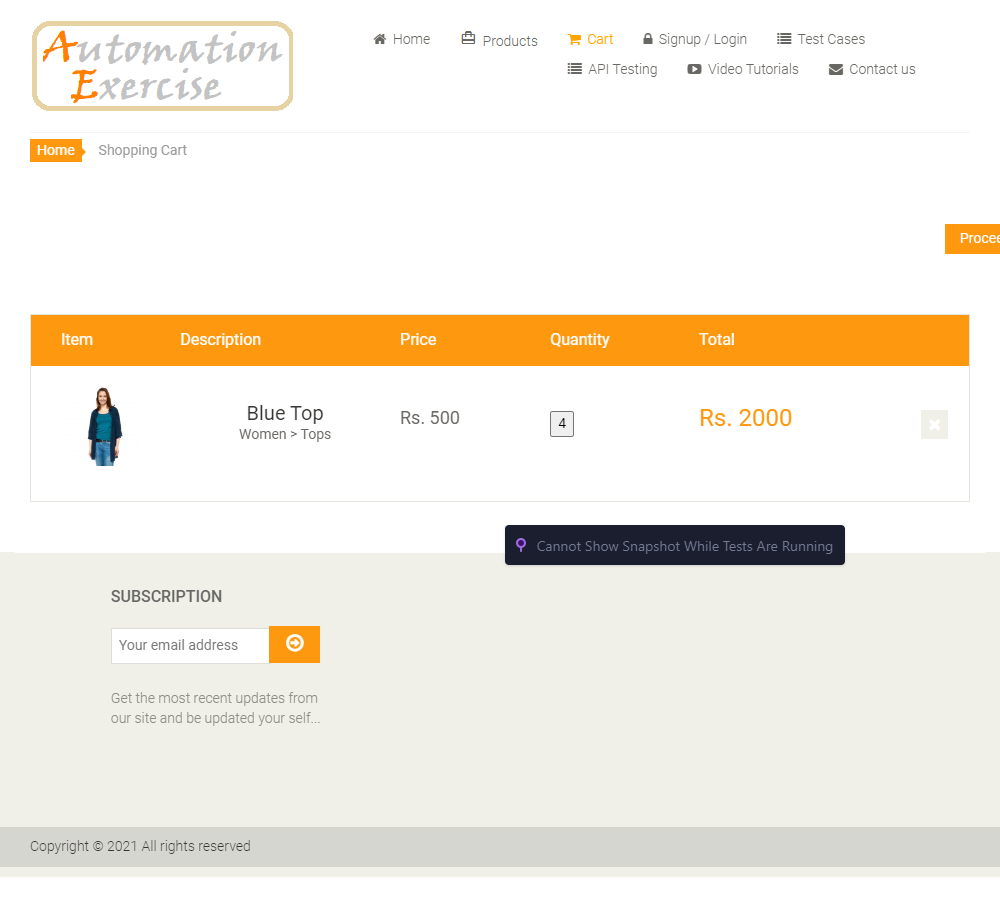 Automation
Exercise
Home Products Cart Signup / Login Test Cases
API Testing Video Tutorials Contact us
Home Shopping Cart
Procee
Item Description Price Quantity Total
Blue Top
Women > Tops
Rs. 500
4
Rs. 2000
Cannot Show Snapshot While Tests Are Running
SUBSCRIPTION
Your email address
Get the most recent updates from
our site and be updated your self...
Copyright © 2021 All rights reserved